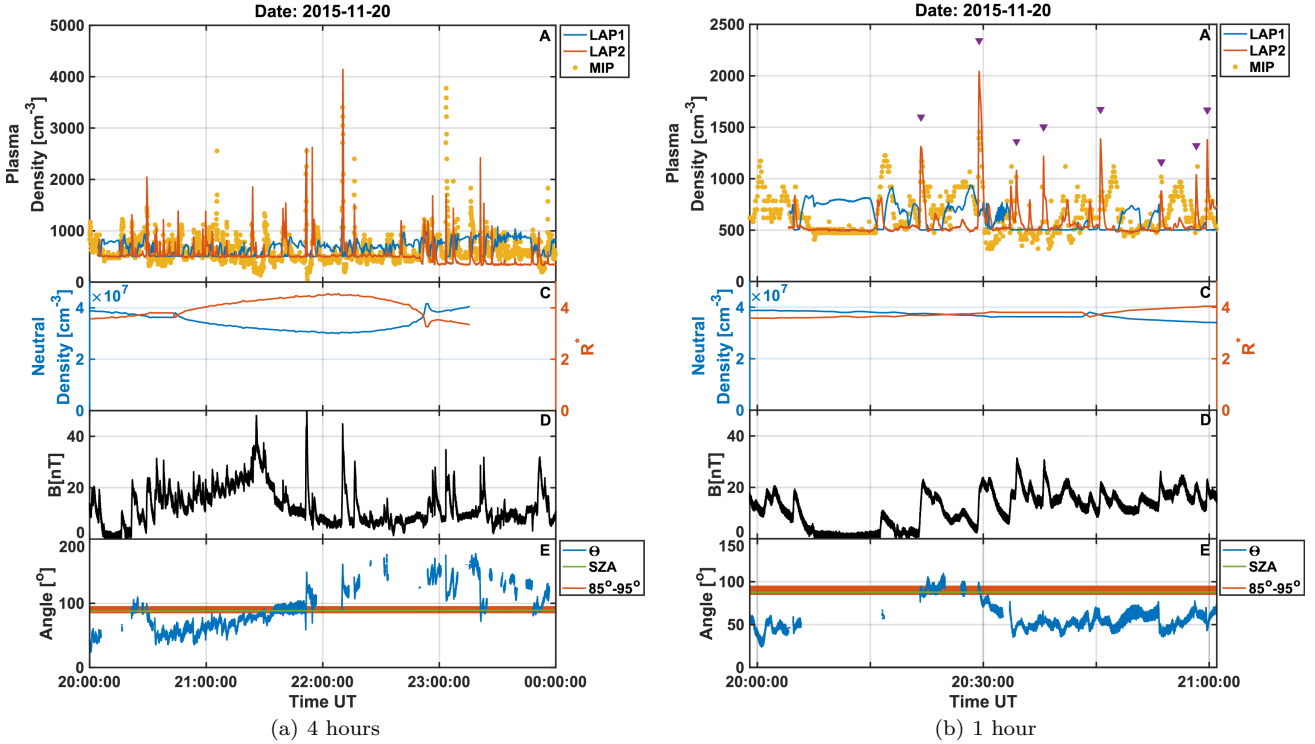 Date: 2015-11-20
A
LAP1
LAP2
MIP
Plasma
Density [cm-3]
5000
4000
3000
2000
1000
0
×10^7
C
Neutral
Density [cm-3]
4
2
0
4
2
0
R*
D
B[nT]
40
20
0
E
Θ
SZA
85°-95°
Angle [°]
200
100
0
20:00:00 21:00:00 22:00:00 23:00:00 00:00:00
Time UT
(a) 4 hours
Date: 2015-11-20
A
LAP1
LAP2
MIP
Plasma
Density [cm-3]
2500
2000
1500
1000
500
0
×10^7
C
Neutral
Density [cm-3]
4
2
0
4
2
0
R*
D
B[nT]
40
20
0
E
Θ
SZA
85°-95°
Angle [°]
150
100
50
0
20:00:00 20:30:00 21:00:00
Time UT
(b) 1 hour